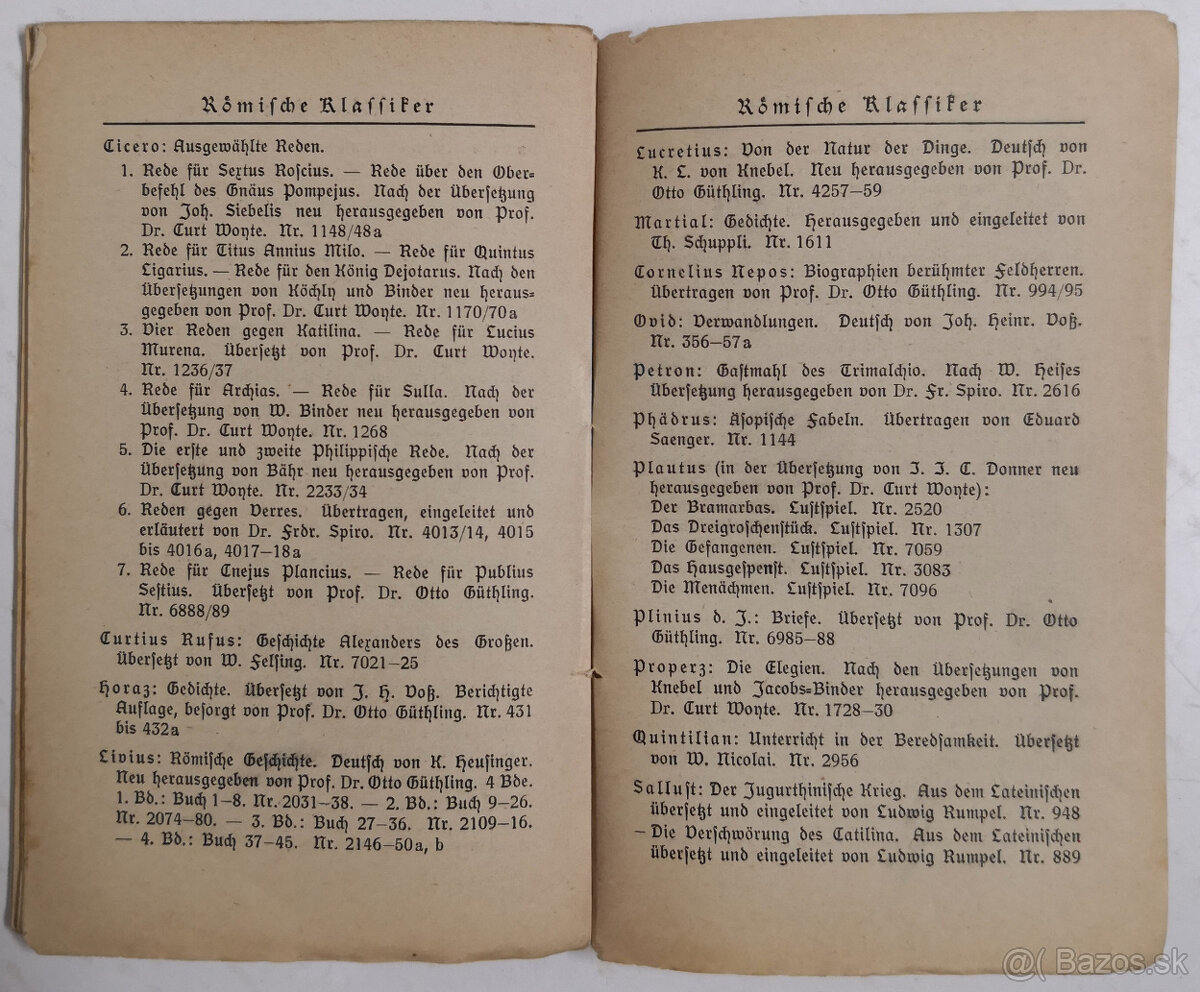 Römische Klassiker
Cicero: Ausgewählte Reden.
1. Rede für Sextus Roscius. — Rede über den Ober-
befehl des Gnäus Pompejus. Nach der Übersetzung
von Joh. Siebelis neu herausgegeben von Prof.
Dr. Curt Woyte. Nr. 1148/48a
2. Rede für Titus Annius Milo. — Rede für Quintus
Ligarius. — Rede für den König Dejotarus. Nach den
Übersetzungen von Köchly und Binder neu heraus-
gegeben von Prof. Dr. Curt Woyte. Nr. 1170/70a
3. Vier Reden gegen Katilina. — Rede für Lucius
Murena. Übersetzt von Prof. Dr. Curt Woyte.
Nr. 1236/37
4. Rede für Archias. — Rede für Sulla. Nach der
Übersetzung von W. Binder neu herausgegeben von
Prof. Dr. Curt Woyte. Nr. 1268
5. Die erste und zweite Philippische Rede. Nach der
Übersetzung von Bähr neu herausgegeben von Prof.
Dr. Curt Woyte. Nr. 2233/34
6. Reden gegen Verres. Übertragen, eingeleitet und
erläutert von Dr. Frdr. Spiro. Nr. 4013/14, 4015
bis 4016a, 4017—18a
7. Rede für Cnejus Plancius. — Rede für Publius
Sestius. Übersetzt von Prof. Dr. Otto Güthling.
Nr. 6888/89
Curtius Rufus: Geschichte Alexanders des Großen.
Übersetzt von W. Felsing. Nr. 7021—25
Horaz: Gedichte. Übersetzt von J. H. Voß. Berichtigte
Auflage, besorgt von Prof. Dr. Otto Güthling. Nr. 431
bis 432a
Livius: Römische Geschichte. Deutsch von K. Heusinger.
Neu herausgegeben von Prof. Dr. Otto Güthling. 4 Bde.
1. Bd.: Buch 1—8. Nr. 2031—38. — 2. Bd.: Buch 9—26.
Nr. 2074—80. — 3. Bd.: Buch 27—36. Nr. 2109—16.
— 4. Bd.: Buch 37—45. Nr. 2146—50a, b
Römische Klassiker
Lucretius: Von der Natur der Dinge. Deutsch von
K. L. von Knebel. Neu herausgegeben von Prof. Dr.
Otto Güthling. Nr. 4257—59
Martial: Gedichte. Herausgegeben und eingeleitet von
Th. Schuppli. Nr. 1611
Cornelius Nepos: Biographien berühmter Feldherren.
Übertragen von Prof. Dr. Otto Güthling. Nr. 994/95
Ovid: Verwandlungen. Deutsch von Joh. Heinr. Voß.
Nr. 356—57a
Petron: Gastmahl des Trimalchio. Nach W. Heises
Übersetzung herausgegeben von Dr. Fr. Spiro. Nr. 2616
Phädrus: Äsopische Fabeln. Übertragen von Eduard
Saenger. Nr. 1144
Plautus (in der Übersetzung von J. J. C. Donner neu
herausgegeben von Prof. Dr. Curt Woyte):
Der Bramarbas. Lustspiel. Nr. 2520
Das Dreigroschenstück. Lustspiel. Nr. 1307
Die Gefangenen. Lustspiel. Nr. 7059
Das Hausgespenst. Lustspiel. Nr. 3083
Die Menächmen. Lustspiel. Nr. 7096
Plinius d. J.: Briefe. Übersetzt von Prof. Dr. Otto
Güthling. Nr. 6985—88
Properz: Die Elegien. Nach den Übersetzungen von
Knebel und Jacobs-Binder herausgegeben von Prof.
Dr. Curt Woyte. Nr. 1728—30
Quintilian: Unterricht in der Beredsamkeit. Übersetzt
von W. Nicolai. Nr. 2956
Sallust: Der Jugurthinische Krieg. Aus dem Lateinischen
übersetzt und eingeleitet von Ludwig Rumpel. Nr. 948
— Die Verschwörung des Catilina. Aus dem Lateinischen
übersetzt und eingeleitet von Ludwig Rumpel. Nr. 889
@( Bazos.sk